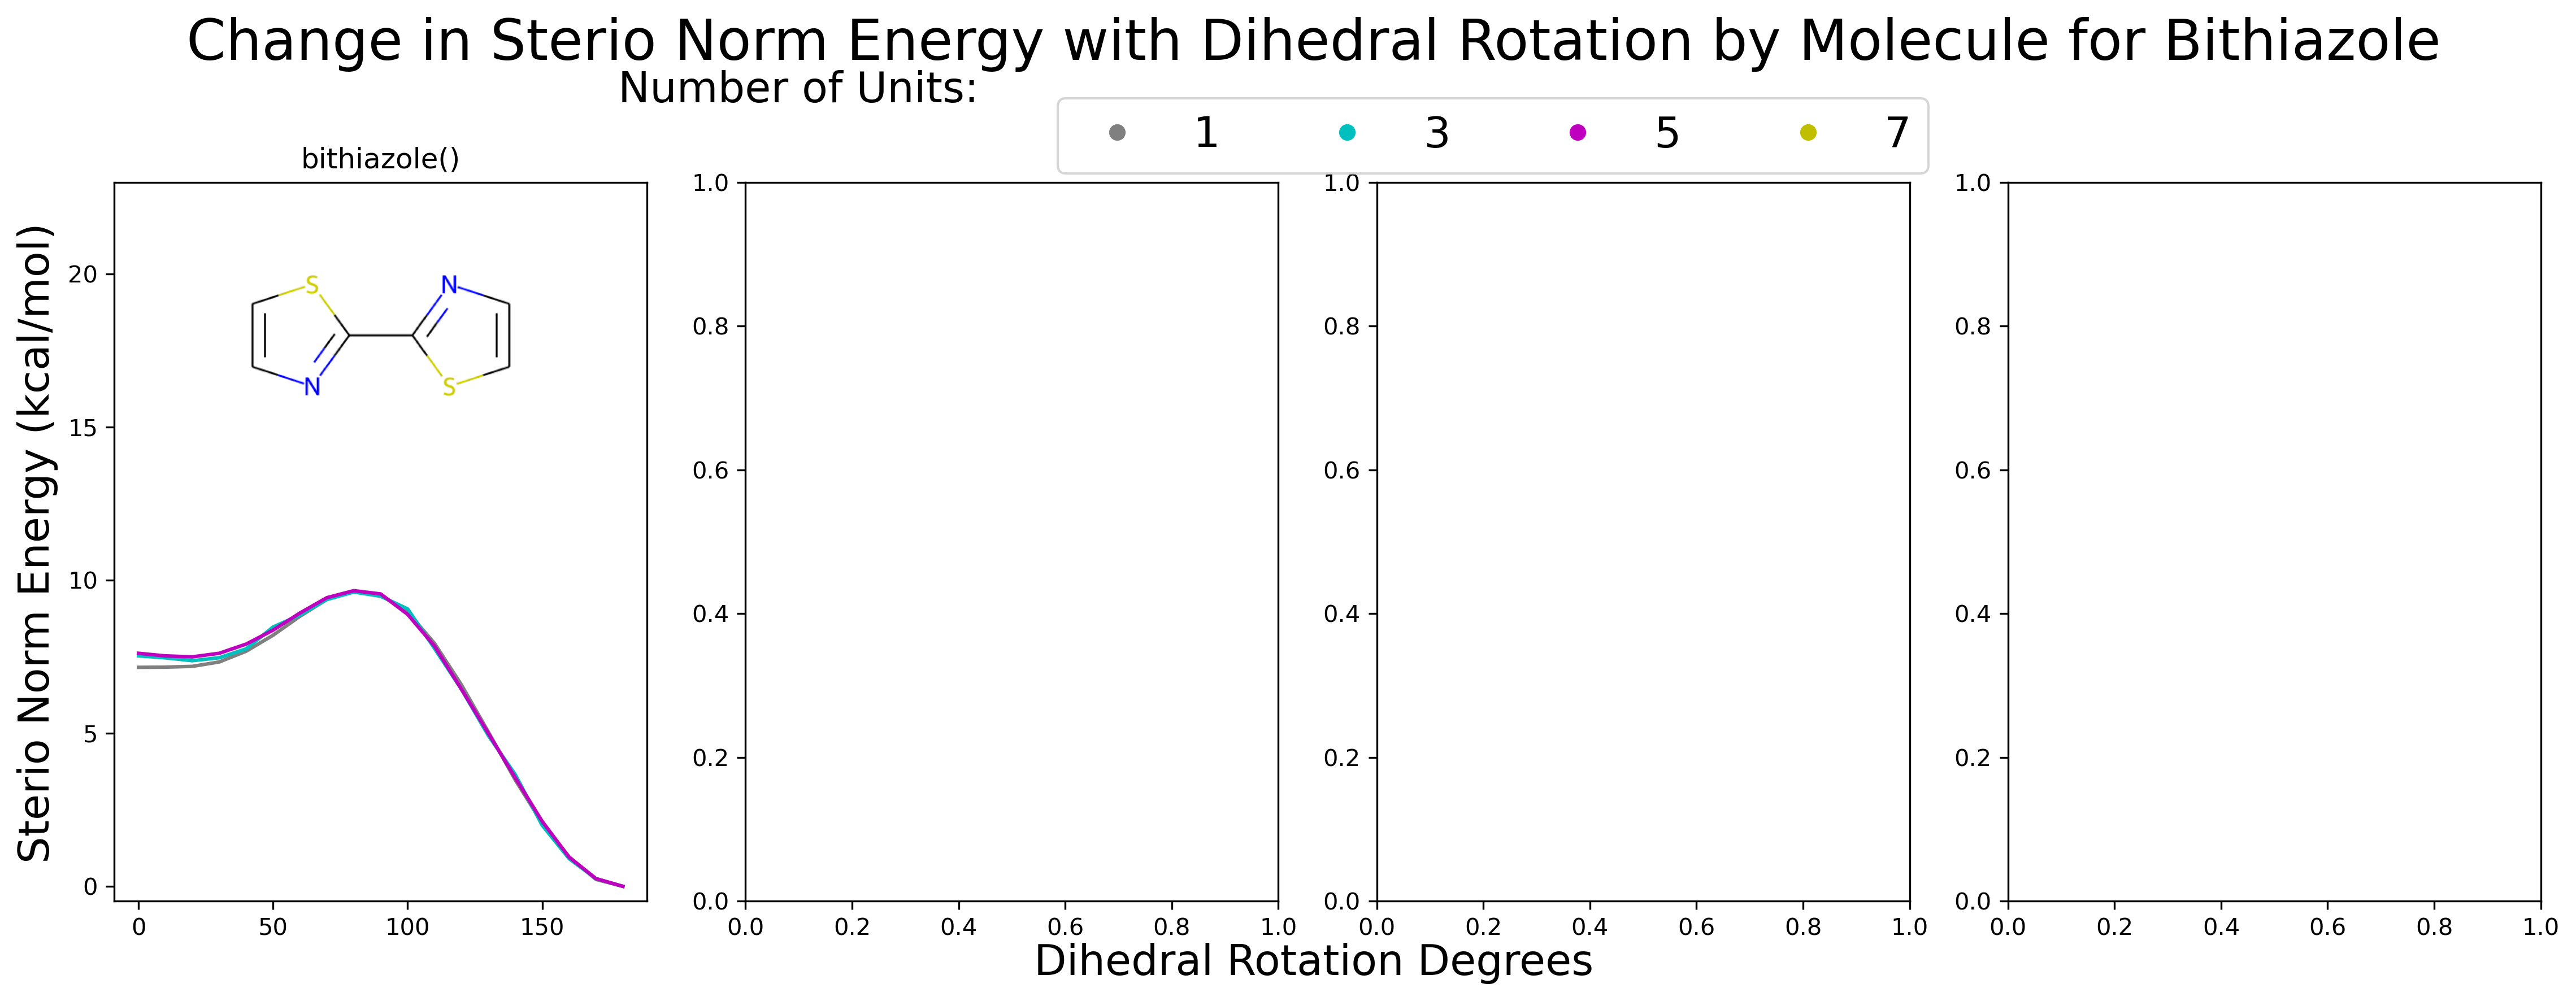 Change in Sterio Norm Energy with Dihedral Rotation by Molecule for Bithiazole
Number of Units:
1 3 5 7
bithiazole()
Sterio Norm Energy (kcal/mol)
20
15
10
5
0
S N
N S
0 50 100 150
1.0
0.8
0.6
0.4
0.2
0.0
0.0 0.2 0.4 0.6 0.8 1.0
1.0
0.8
0.6
0.4
0.2
0.0
0.0 0.2 0.4 0.6 0.8 1.0
1.0
0.8
0.6
0.4
0.2
0.0
0.0 0.2 0.4 0.6 0.8 1.0
Dihedral Rotation Degrees